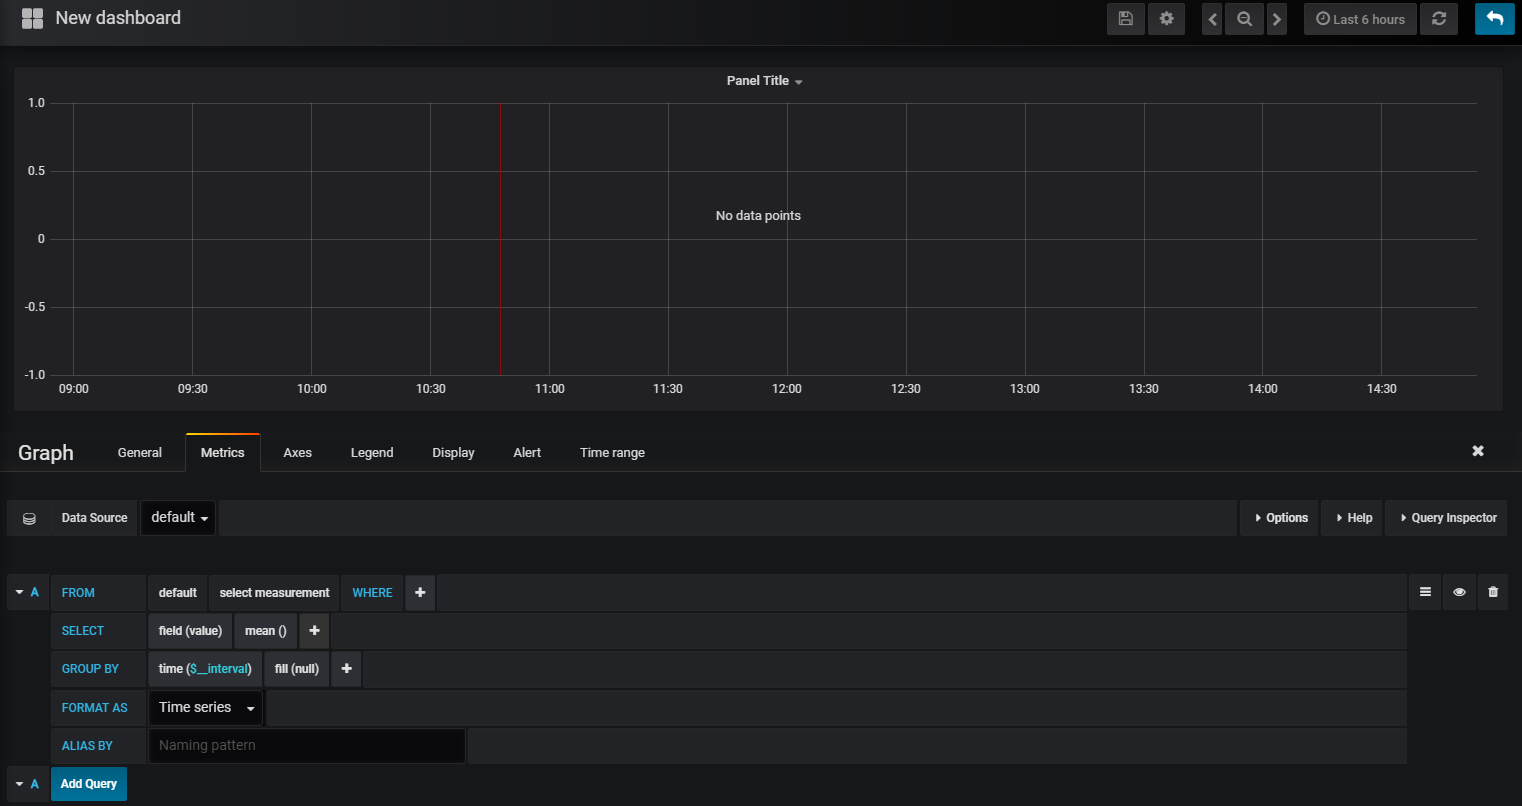 New dashboard
Last 6 hours
Panel Title
1.0
0.5
No data points
0
-0.5
-1.0
09:00 09:30 10:00 10:30 11:00 11:30 12:00 12:30 13:00 13:30 14:00 14:30
Graph General Metrics Axes Legend Display Alert Time range
Data Source default Options Help Query Inspector
A FROM default select measurement WHERE
SELECT field (value) mean ()
GROUP BY time ($__interval) fill (null)
FORMAT AS Time series
ALIAS BY Naming pattern
A Add Query